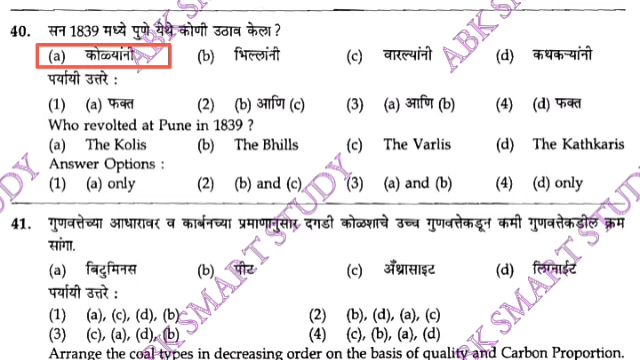 40. सन 1839 मध्ये पुणे येथे कोणी उठाव केला ?
(a) कोळ्यांनी (b) भिल्लांनी (c) वारल्यांनी (d) कथकऱ्यांनी
पर्यायी उत्तरे :
(1) (a) फक्त (2) (b) आणि (c) (3) (a) आणि (b) (4) (d) फक्त
Who revolted at Pune in 1839 ?
(a) The Kolis (b) The Bhills (c) The Varlis (d) The Kathkaris
Answer Options :
(1) (a) only (2) (b) and (c) (3) (a) and (b) (4) (d) only
41. गुणवत्तेच्या आधारावर व कार्बनच्या प्रमाणानुसार दगडी कोळशाचे उच्च गुणवत्तेकडून कमी गुणवत्तेकडील क्रम
सांगा.
(a) बिटुमिनस (b) पीट (c) अँथ्रासाइट (d) लिग्नाईट
पर्यायी उत्तरे :
(1) (a), (c), (d), (b) (2) (b), (d), (a), (c)
(3) (c), (a), (d), (b) (4) (c), (b), (a), (d)
Arrange the coal types in decreasing order on the basis of quality and Carbon Proportion.
ABK SMART STUDY